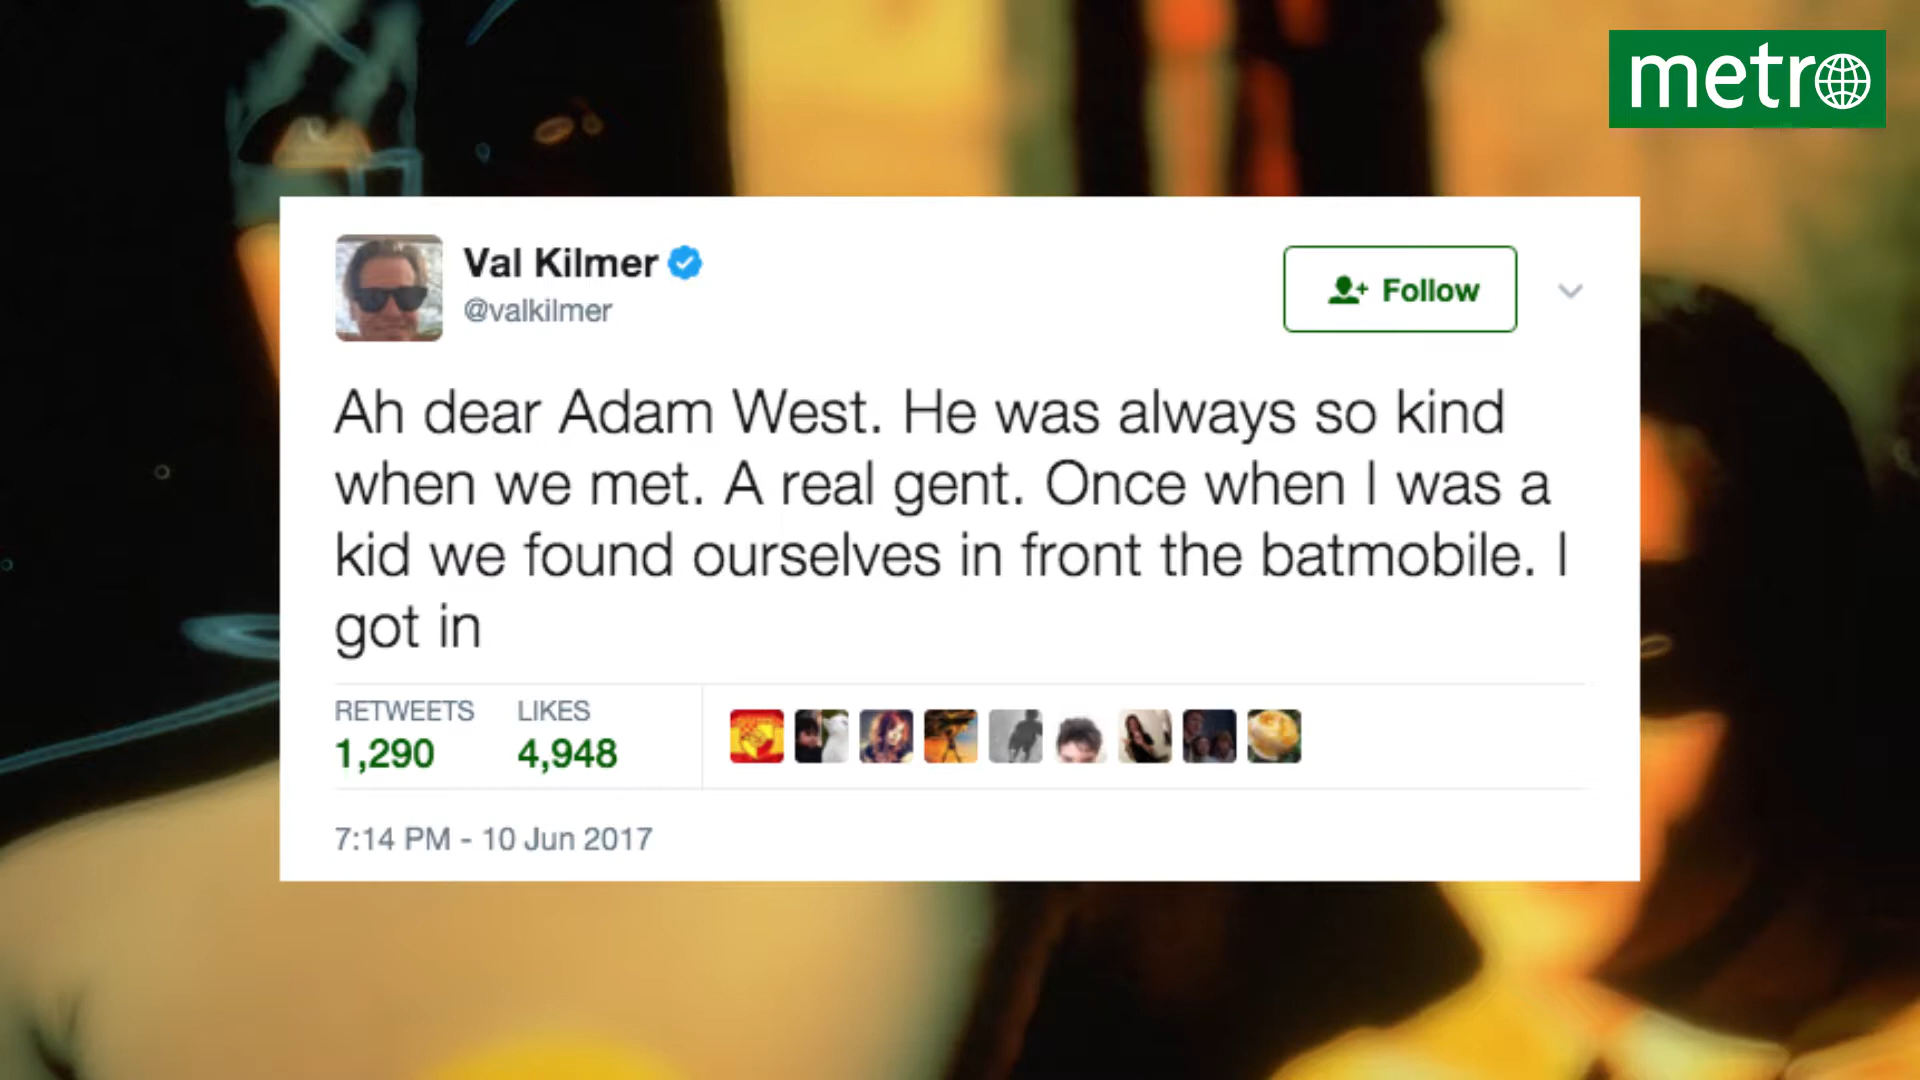 metro
Val Kilmer
@valkilmer
Follow
Ah dear Adam West. He was always so kind
when we met. A real gent. Once when I was a
kid we found ourselves in front the batmobile. I
got in
RETWEETS LIKES
1,290 4,948
7:14 PM - 10 Jun 2017